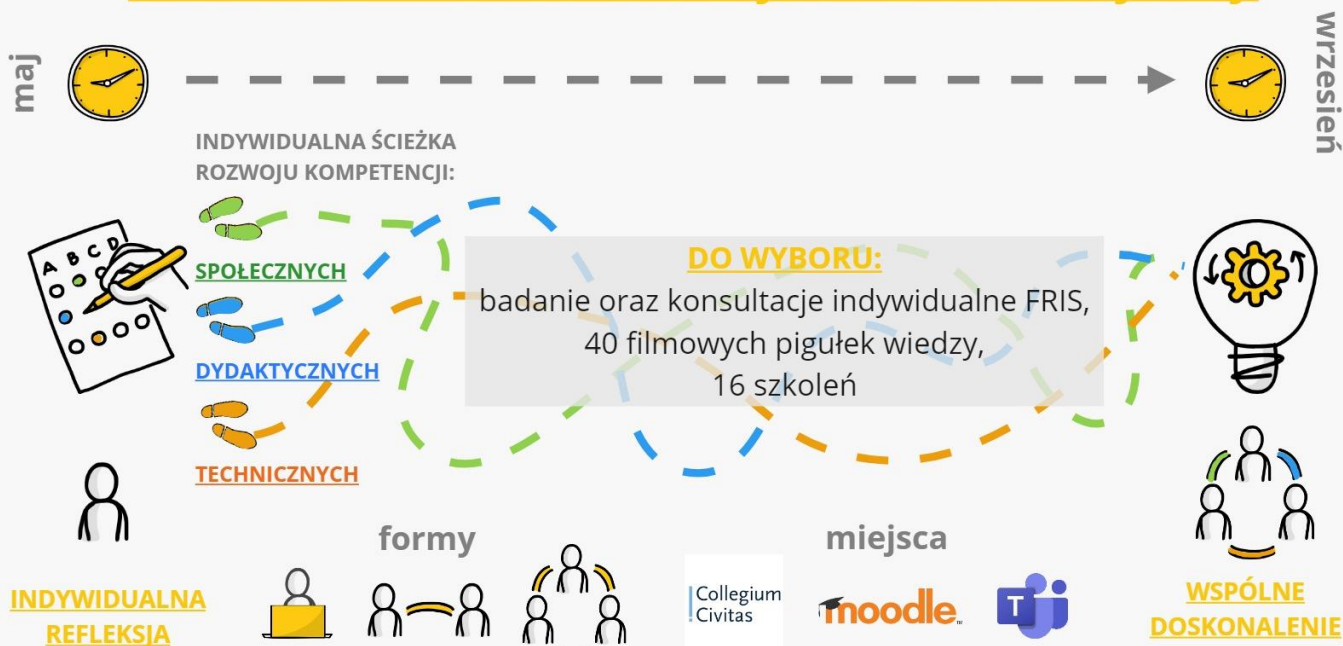 maj
wrzesień
INDYWIDUALNA ŚCIEŻKA
ROZWOJU KOMPETENCJI:
A B C D
SPOŁECZNYCH
DYDAKTYCZNYCH
TECHNICZNYCH
DO WYBORU:
badanie oraz konsultacje indywidualne FRIS,
40 filmowych pigułek wiedzy,
16 szkoleń
formy
miejsca
INDYWIDUALNA
REFLEKSJA
Collegium
Civitas
moodle
T
WSPÓLNE
DOSKONALENIE